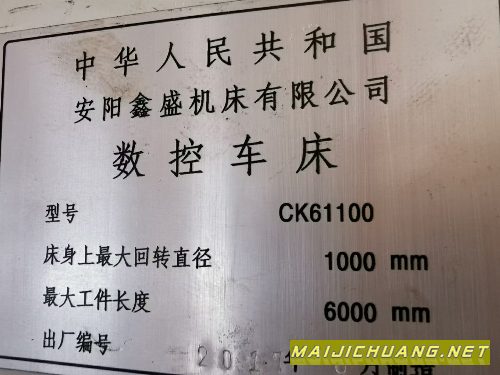 中华人民共和国
安阳鑫盛机床有限公司
数控车床
型号 CK61100
床身上最大回转直径 1000 mm
最大工件长度 6000 mm
出厂编号
MAIJICHUANG.NET